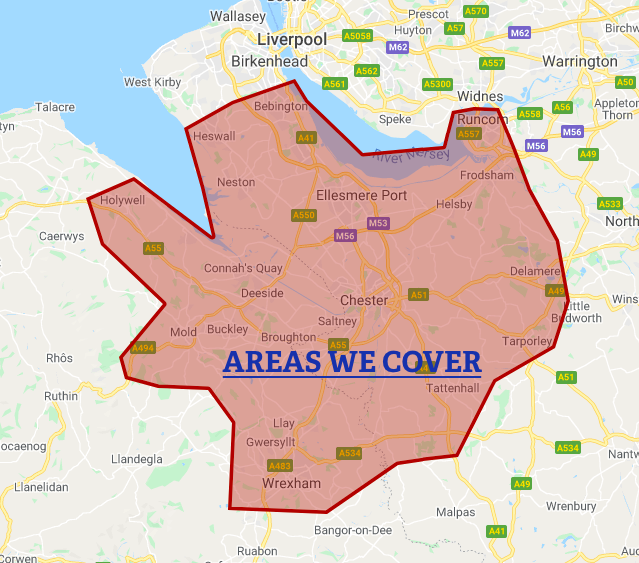 A570
Wallasey
Prescot
A5058
Huyton
A57
M62
Birchw
Liverpool
M62
Birkenhead
A562
A557
Warrington
West Kirby
A561
A5300
A50
Talacre
Widnes
Bebington
A56
Appleton
Thorn
Speke
Runcorn
A558
tyn
Heswall
A41
A557
M56
M56
River Mersey
A49
Neston
Frodsham
Holywell
Ellesmere Port
Helsby
A533
A550
M53
North
Caerwys
M56
A55
Connah's Quay
Delamere
Deeside
Chester
A51
A49
Wins
Little
Budworth
Saltney
Mold
Buckley
Broughton
A55
Tarporley
A494
Rhôs
AREAS WE COVER
A51
Ruthin
Tattenhall
Llay
ocaenog
Gwersyllt
A534
A534
Llandegla
Nantw
A483
Llanelidan
Wrexham
A49
Malpas
Wrenbury
Bangor-on-Dee
A41
Ruabon
Corwen
Aud